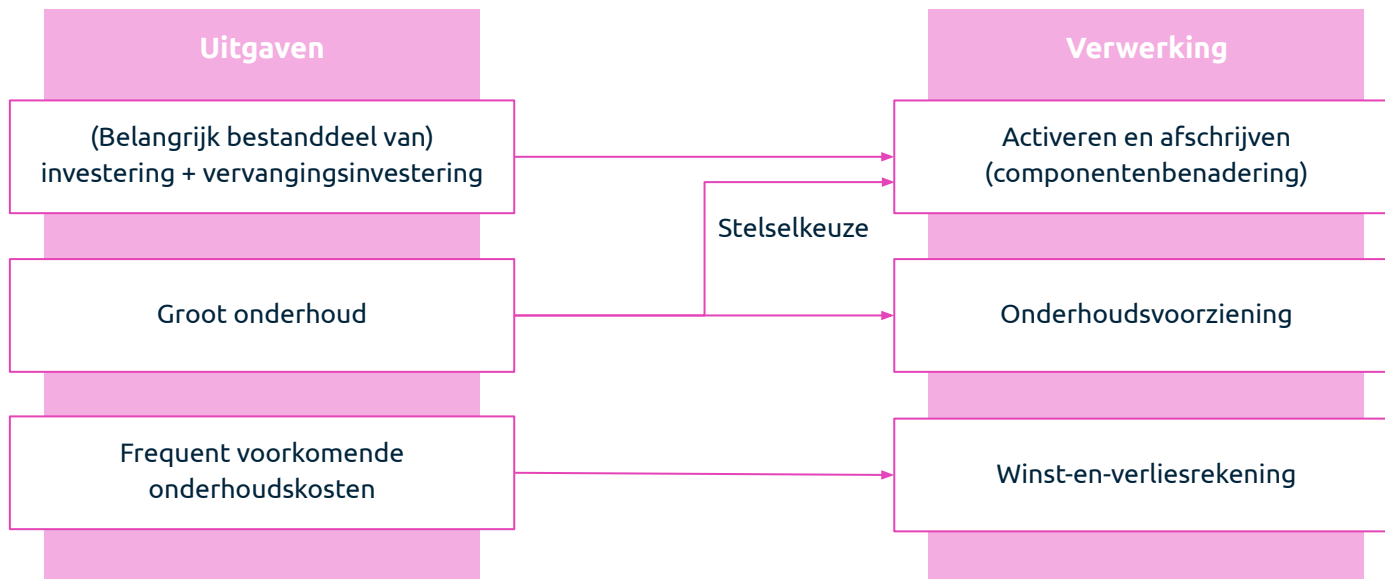 Uitgaven
Verwerking
(Belangrijk bestanddeel van)
investering + vervangingsinvestering
Activeren en afschrijven
(componentenbenadering)
Stelselkeuze
Groot onderhoud
Onderhoudsvoorziening
Frequent voorkomende
onderhoudskosten
Winst-en-verliesrekening